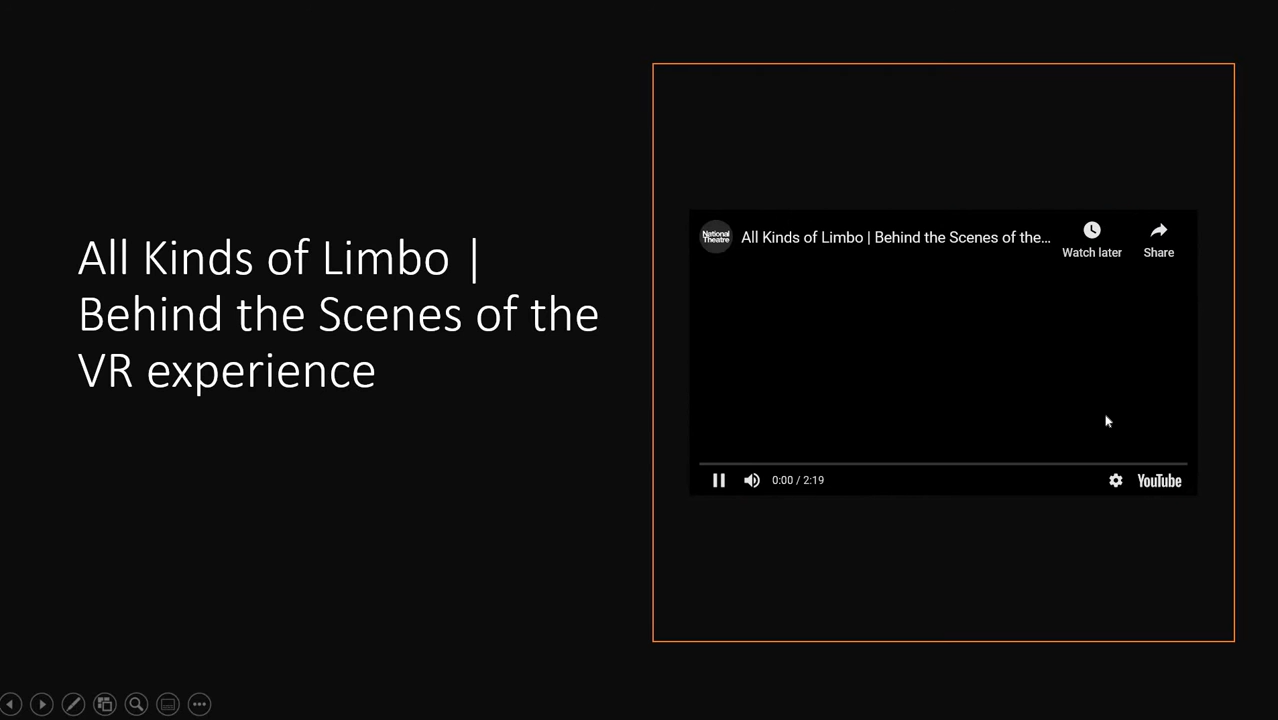 All Kinds of Limbo |
Behind the Scenes of the
VR experience
National
Theatre
All Kinds of Limbo | Behind the Scenes of the...
Watch later
Share
0:00 / 2:19
YouTube